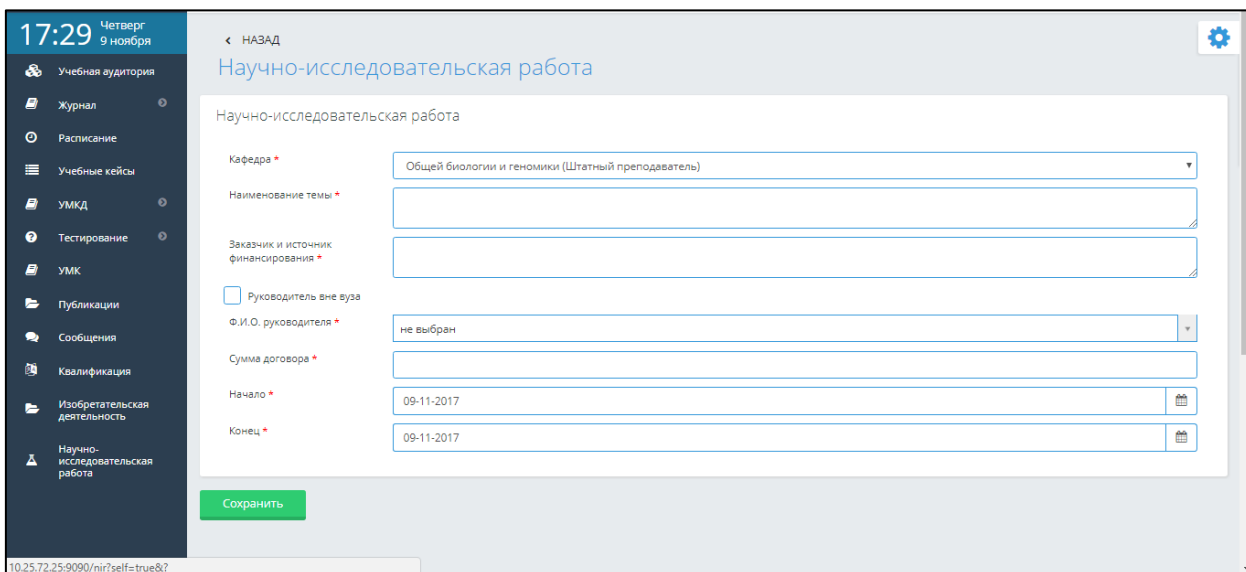 17:29 Четверг
9 ноября
Учебная аудитория
Журнал
Расписание
Учебные кейсы
УМКД
Тестирование
УМК
Публикации
Сообщения
Квалификация
Изобретательская
деятельность
Научно-
исследовательская
работа
НАЗАД
Научно-исследовательская работа
Научно-исследовательская работа
Кафедра *
Общей биологии и геномики (Штатный преподаватель)
Наименование темы *
Заказчик и источник
финансирования *
Руководитель вне вуза
Ф.И.О. руководителя *
не выбран
Сумма договора *
Начало *
09-11-2017
Конец *
09-11-2017
Сохранить
10.25.72.25:9090/nir?self=true&?